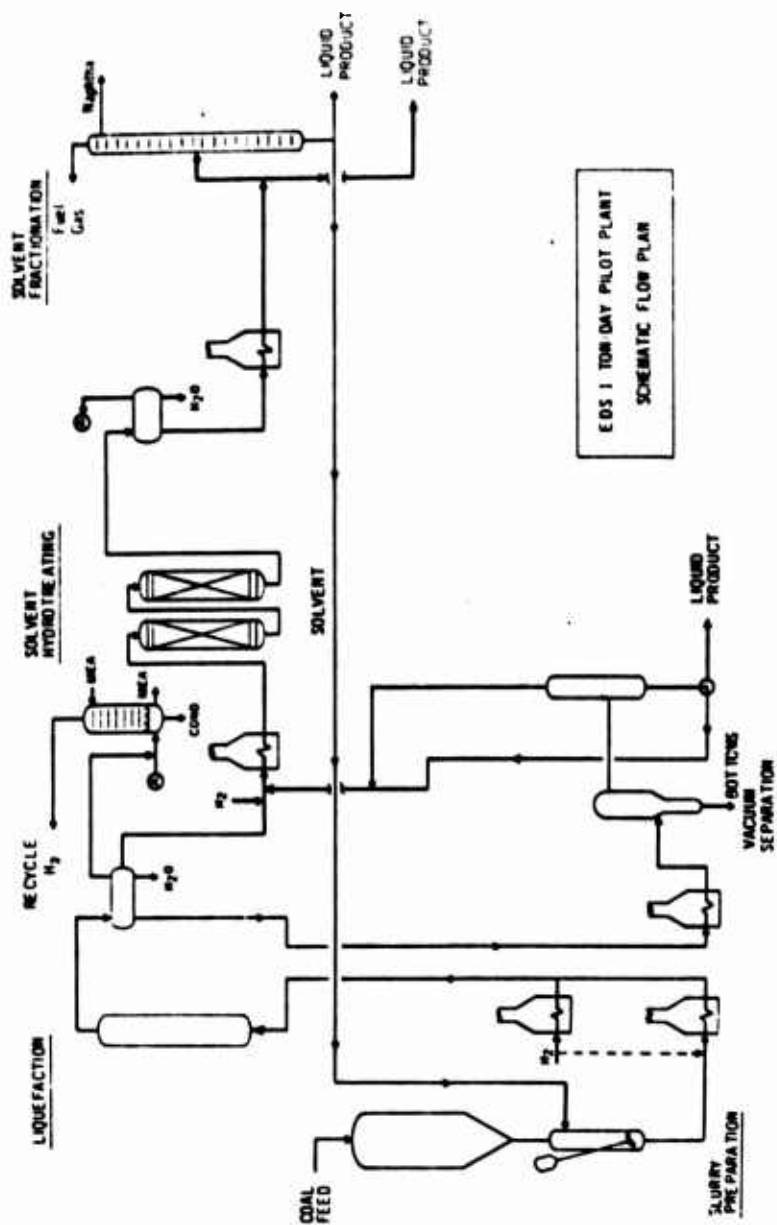 SOLVENT
FRACTIONATION
Fuel
Gas
Naphtha
LIQUID
PRODUCT
LIQUID
PRODUCT
H₂O
SOLVENT
HYDROTREATING
MEA
MEA
COND
RECYCLE
H₂
H₂
H₂O
LIQUEFACTION
SOLVENT
EDS 1 TON/DAY PILOT PLANT
SCHEMATIC FLOW PLAN
LIQUID
PRODUCT
BOTTOMS
VACUUM
SEPARATION
H₂
COAL
FEED
SLURRY
PREPARATION